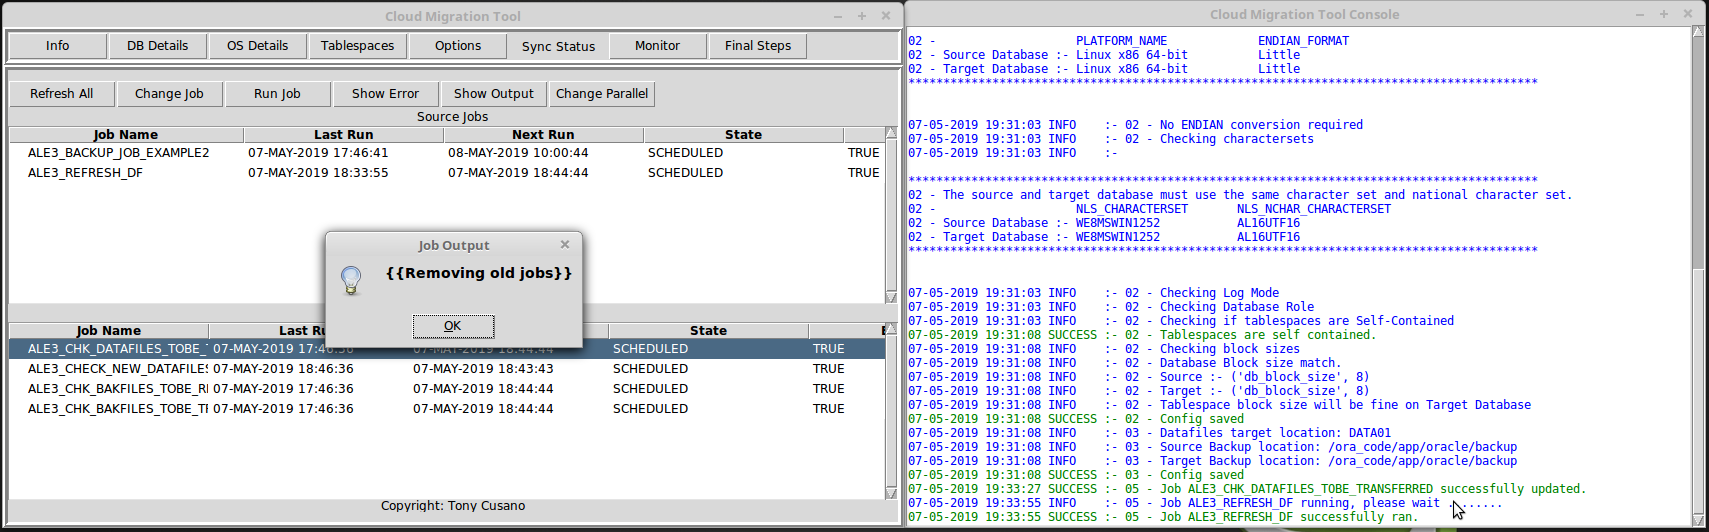 Cloud Migration Tool
Info DB Details OS Details Tablespaces Options Sync Status Monitor Final Steps
Refresh All Change Job Run Job Show Error Show Output Change Parallel
Source Jobs
Job Name Last Run Next Run State
ALE3_BACKUP_JOB_EXAMPLE2 07-MAY-2019 17:46:41 08-MAY-2019 10:00:44 SCHEDULED TRUE
ALE3_REFRESH_DF 07-MAY-2019 18:33:55 07-MAY-2019 18:44:44 SCHEDULED TRUE
Job Output
{{Removing old jobs}}
OK
Job Name Last Ru State E
ALE3_CHK_DATAFILES_TOBE_ 07-MAY-2019 17:46:36 07-MAY-2019 18:44:44 SCHEDULED TRUE
ALE3_CHECK_NEW_DATAFILES 07-MAY-2019 18:46:36 07-MAY-2019 18:43:43 SCHEDULED TRUE
ALE3_CHK_BAKFILES_TOBE_R 07-MAY-2019 17:46:36 07-MAY-2019 18:44:44 SCHEDULED TRUE
ALE3_CHK_BAKFILES_TOBE_T 07-MAY-2019 17:46:36 07-MAY-2019 18:44:44 SCHEDULED TRUE
Copyright: Tony Cusano
Cloud Migration Tool Console
02 - PLATFORM_NAME ENDIAN_FORMAT
02 - Source Database :- Linux x86 64-bit Little
02 - Target Database :- Linux x86 64-bit Little
******************************************************************************************
07-05-2019 19:31:03 INFO :- 02 - No ENDIAN conversion required
07-05-2019 19:31:03 INFO :- 02 - Checking charactersets
07-05-2019 19:31:03 INFO :-
******************************************************************************************
02 - The source and target database must use the same character set and national character set.
02 - NLS_CHARACTERSET NLS_NCHAR_CHARACTERSET
02 - Source Database :- WE8MSWIN1252 AL16UTF16
02 - Target Database :- WE8MSWIN1252 AL16UTF16
******************************************************************************************
07-05-2019 19:31:03 INFO :- 02 - Checking Log Mode
07-05-2019 19:31:03 INFO :- 02 - Checking Database Role
07-05-2019 19:31:03 INFO :- 02 - Checking if tablespaces are Self-Contained
07-05-2019 19:31:08 SUCCESS :- 02 - Tablespaces are self contained.
07-05-2019 19:31:08 INFO :- 02 - Checking block sizes
07-05-2019 19:31:08 INFO :- 02 - Database Block size match.
07-05-2019 19:31:08 INFO :- 02 - Source :- ('db_block_size', 8)
07-05-2019 19:31:08 INFO :- 02 - Target :- ('db_block_size', 8)
07-05-2019 19:31:08 INFO :- 02 - Tablespace block size will be fine on Target Database
07-05-2019 19:31:08 SUCCESS :- 02 - Config saved
07-05-2019 19:31:08 INFO :- 03 - Datafiles target location: DATA01
07-05-2019 19:31:08 INFO :- 03 - Source Backup location: /ora_code/app/oracle/backup
07-05-2019 19:31:08 INFO :- 03 - Target Backup location: /ora_code/app/oracle/backup
07-05-2019 19:31:08 SUCCESS :- 03 - Config saved
07-05-2019 19:33:27 SUCCESS :- 05 - Job ALE3_CHK_DATAFILES_TOBE_TRANSFERRED successfully updated.
07-05-2019 19:33:55 INFO :- 05 - Job ALE3_REFRESH_DF running, please wait ........
07-05-2019 19:33:55 SUCCESS :- 05 - Job ALE3_REFRESH_DF successfully ran.